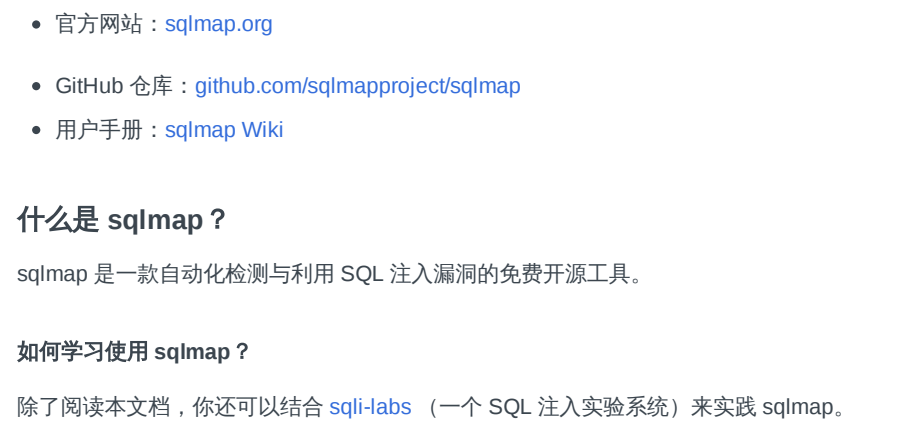 官方网站：sqlmap.org
GitHub 仓库：github.com/sqlmapproject/sqlmap
用户手册：sqlmap Wiki
什么是 sqlmap？
sqlmap 是一款自动化检测与利用 SQL 注入漏洞的免费开源工具。
如何学习使用 sqlmap？
除了阅读本文档，你还可以结合 sqli-labs （一个 SQL 注入实验系统）来实践 sqlmap。